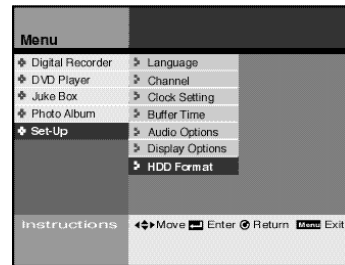 Menu
Digital Recorder
DVD Player
Juke Box
Photo Album
Set-Up
Language
Channel
Clock Setting
Buffer Time
Audio Options
Display Options
HDD Format
Instructions
Move Enter Return Menu Exit